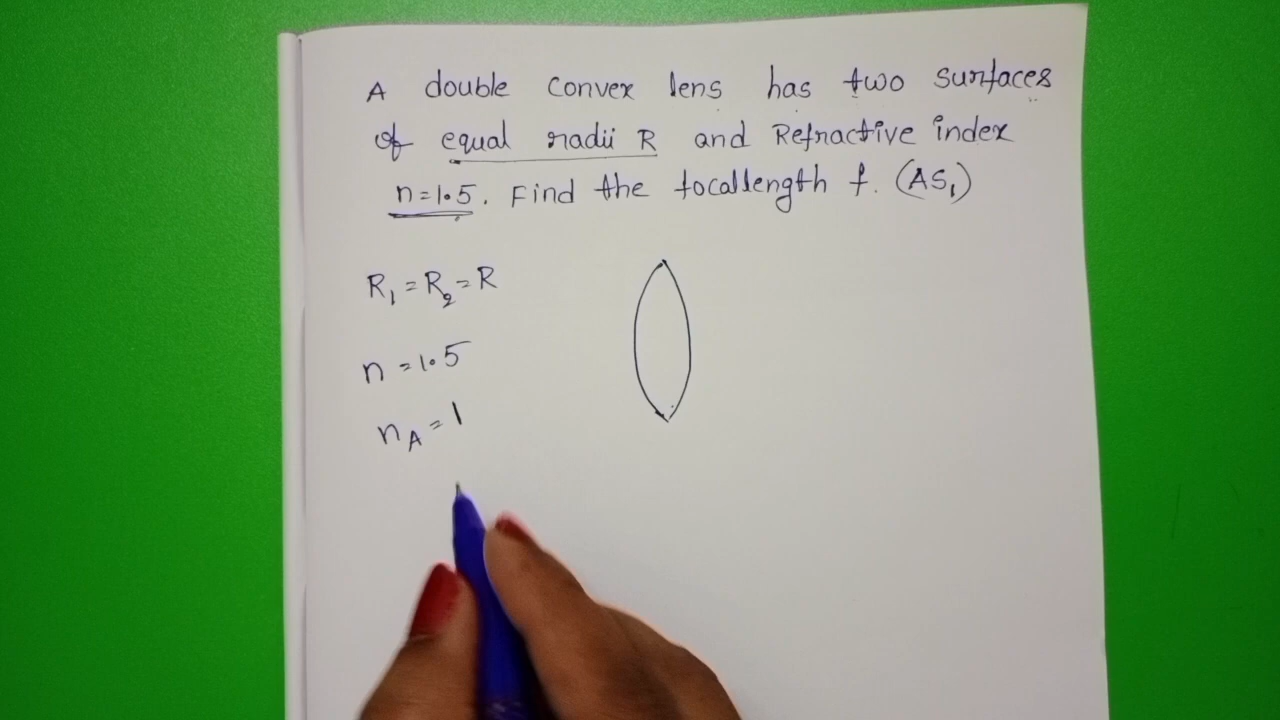 A double convex lens has two surfaces
of equal radii R and Refractive index
n=1.5. Find the focallength f. (AS₁)
R₁ = R₂ = R
n = 1.5
n_A = 1